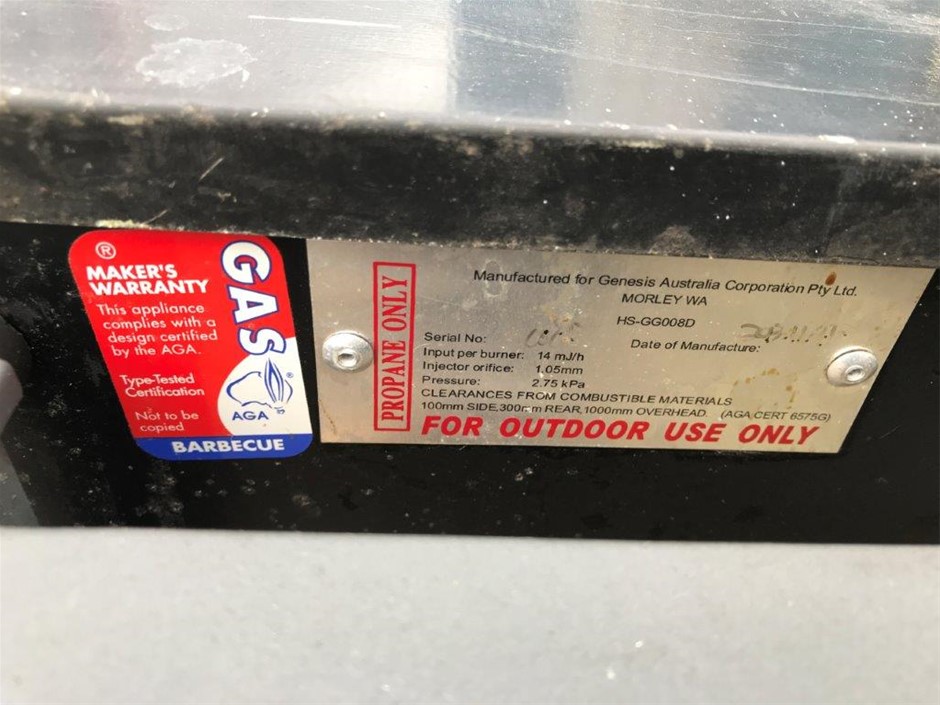 ®
MAKER'S
WARRANTY
This appliance
complies with a
design certified
by the AGA.
Type-Tested
Certification
Not to be
copied
GAS
AGA
®
BARBECUE
PROPANE ONLY
Manufactured for Genesis Australia Corporation Pty Ltd.
MORLEY WA
HS-GG008D
Serial No:
Date of Manufacture:
Input per burner: 14 mJ/h
Injector orifice: 1.05mm
Pressure: 2.75 kPa
CLEARANCES FROM COMBUSTIBLE MATERIALS
100mm SIDE,300mm REAR,1000mm OVERHEAD. (AGA CERT 6575G)
FOR OUTDOOR USE ONLY